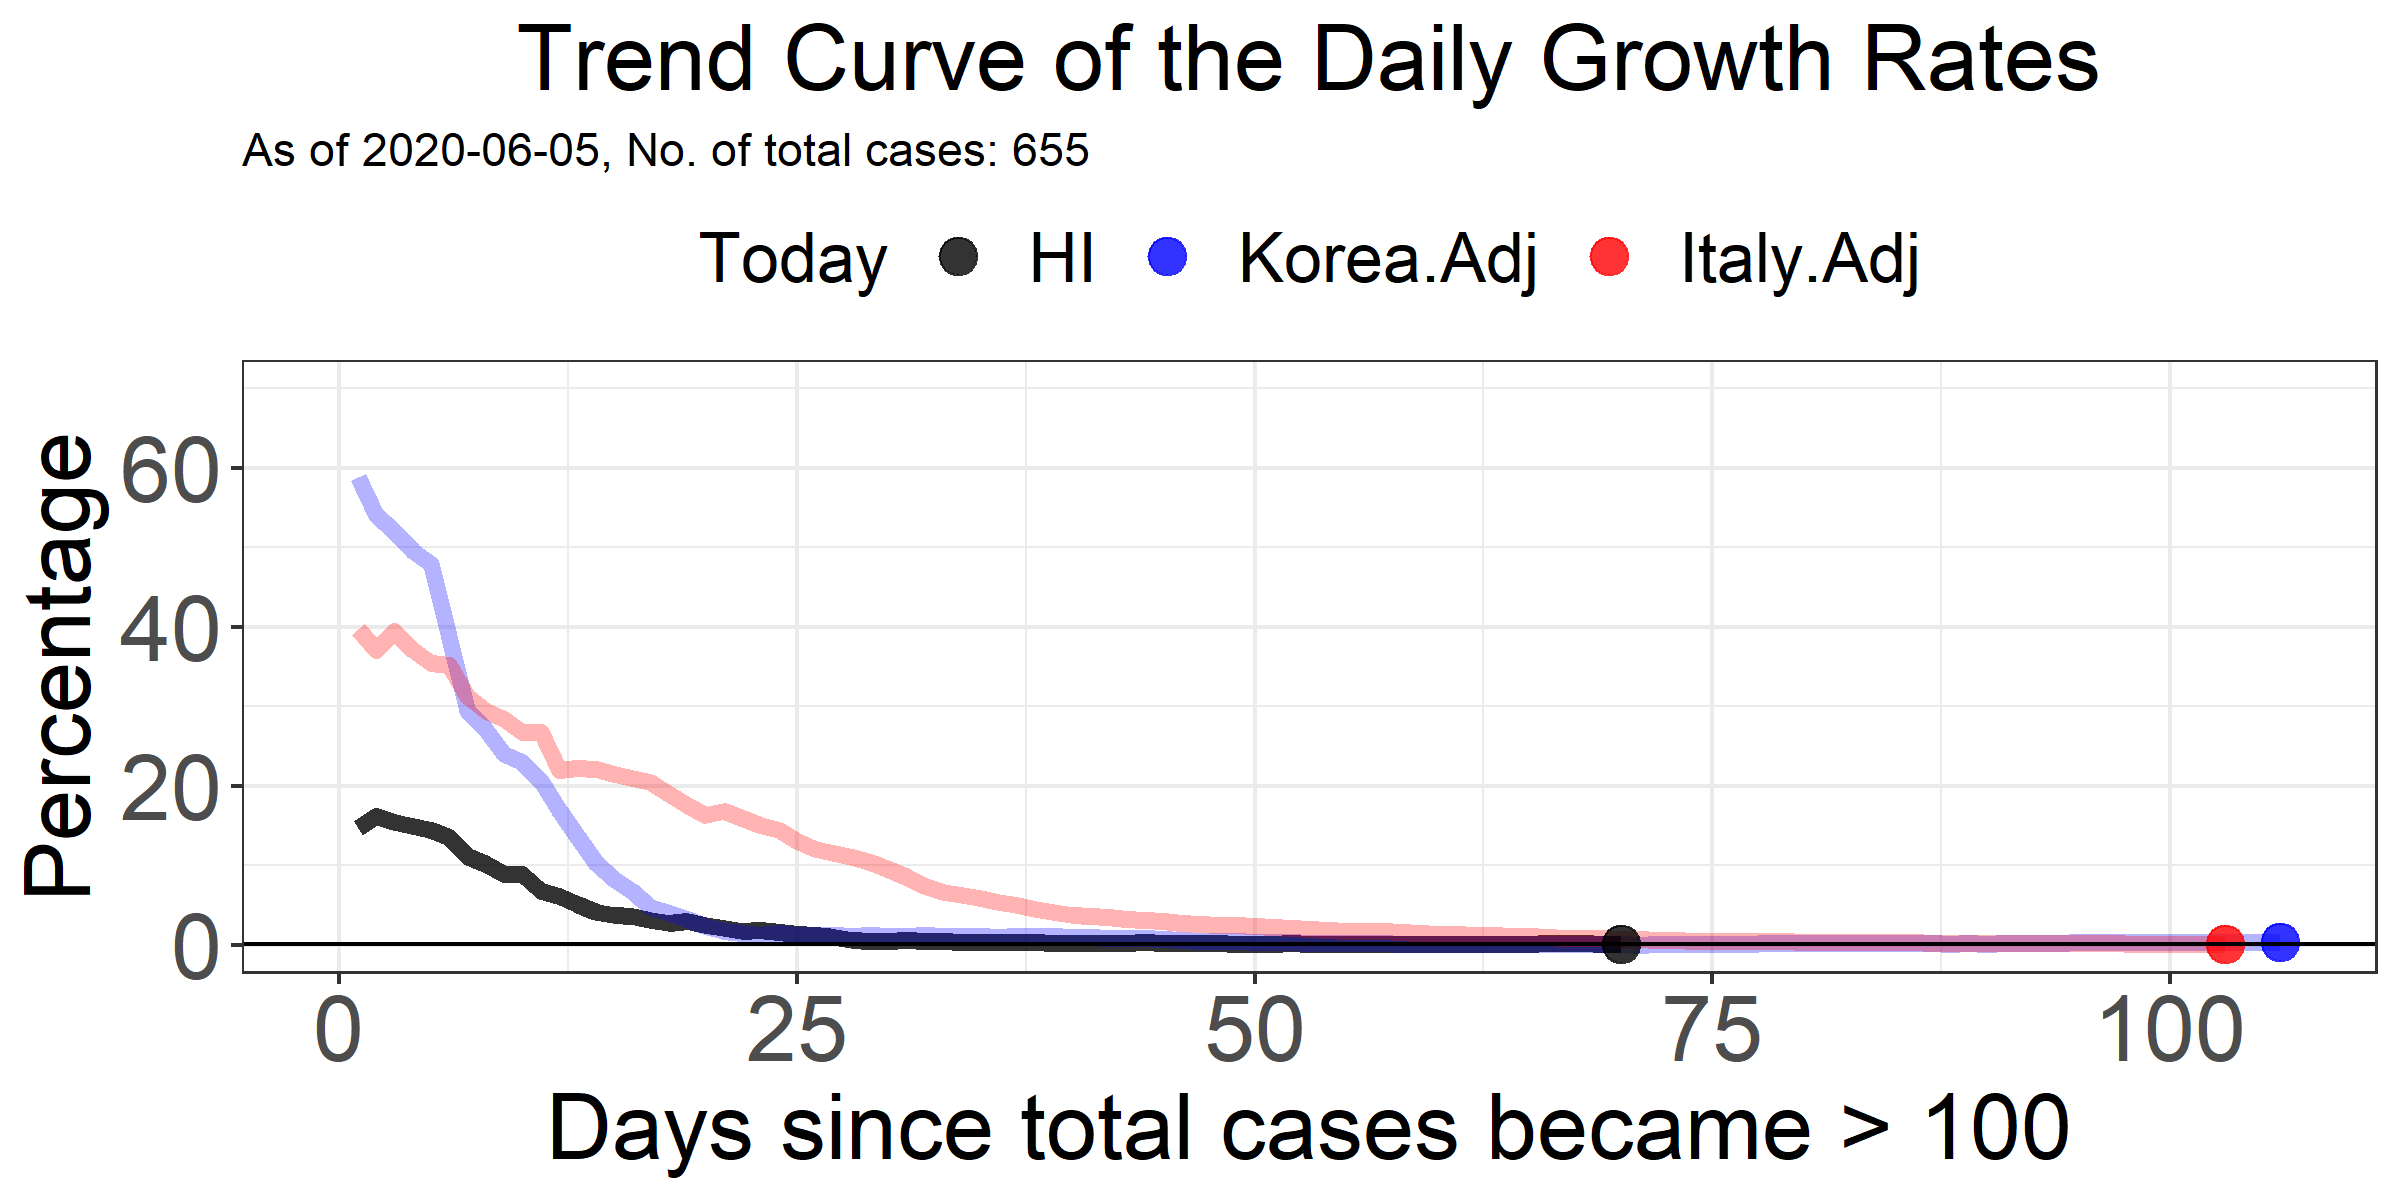 Trend Curve of the Daily Growth Rates
As of 2020-06-05, No. of total cases: 655
Today HI Korea.Adj Italy.Adj
Percentage
60
40
20
0
0 25 50 75 100
Days since total cases became > 100